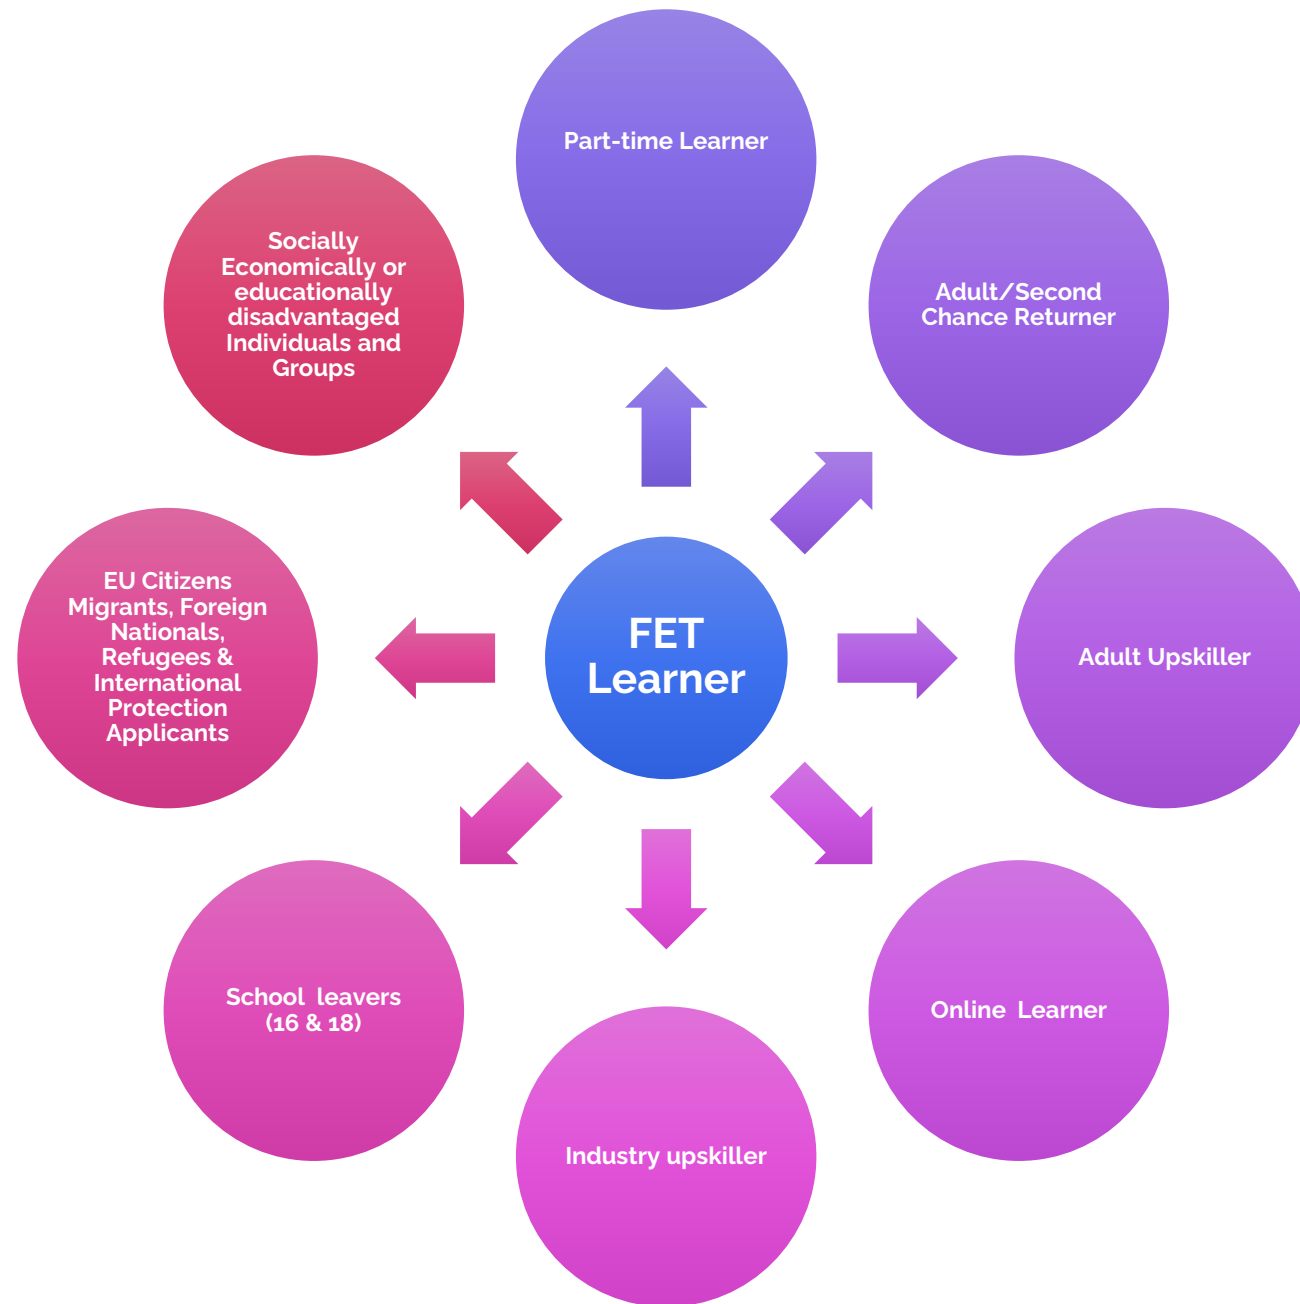 Part-time Learner
Adult/Second
Chance Returner
Adult Upskiller
Online  Learner
Industry upskiller
School  leavers
(16 & 18)
EU Citizens
Migrants, Foreign
Nationals,
Refugees &
International
Protection
Applicants
Socially
Economically or
educationally
disadvantaged
Individuals and
Groups
FET
Learner